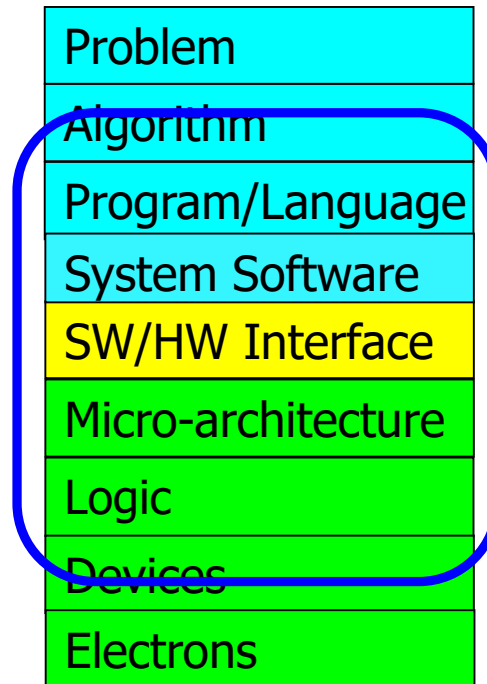 Problem
Algorithm
Program/Language
System Software
SW/HW Interface
Micro-architecture
Logic
Devices
Electrons